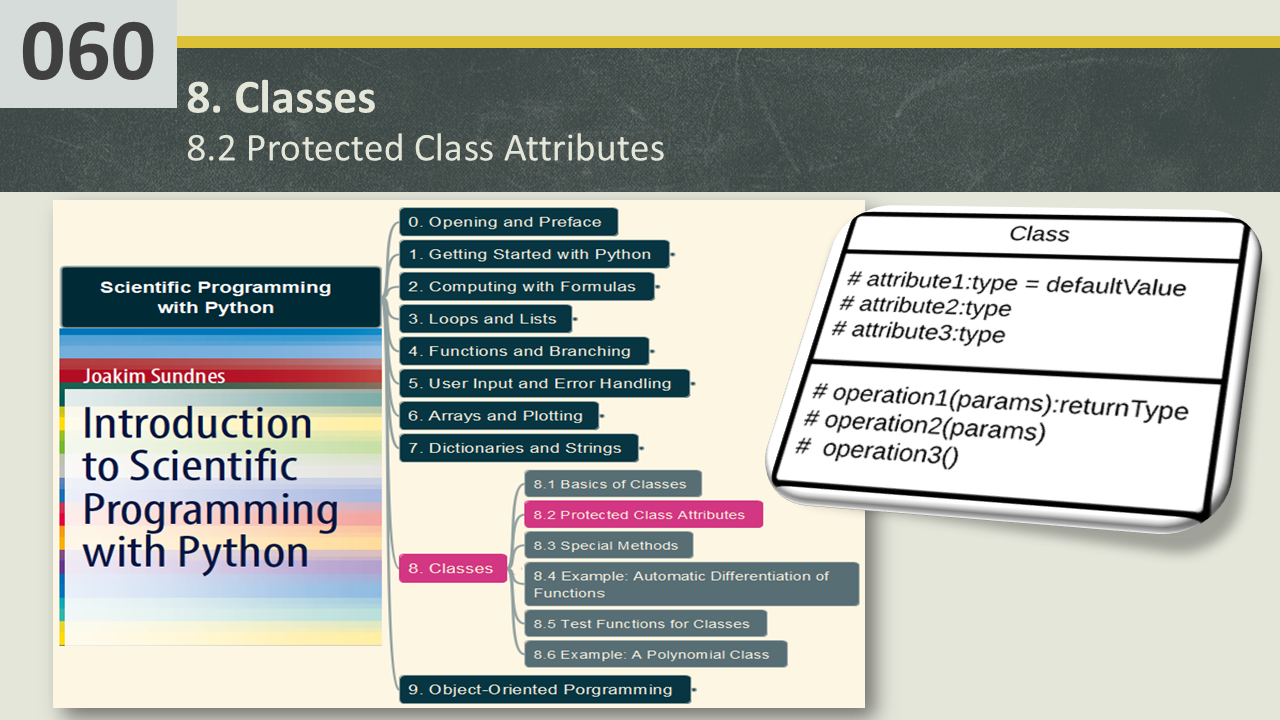 060
8. Classes
8.2 Protected Class Attributes
Scientific Programming
with Python
Joakim Sundnes
Introduction
to Scientific
Programming
with Python
0. Opening and Preface
1. Getting Started with Python
2. Computing with Formulas
3. Loops and Lists
4. Functions and Branching
5. User Input and Error Handling
6. Arrays and Plotting
7. Dictionaries and Strings
8. Classes
8.1 Basics of Classes
8.2 Protected Class Attributes
8.3 Special Methods
8.4 Example: Automatic Differentiation of
Functions
8.5 Test Functions for Classes
8.6 Example: A Polynomial Class
9. Object-Oriented Porgramming
Class
# attribute1:type = defaultValue
# attribute2:type
# attribute3:type
# operation1(params):returnType
# operation2(params)
# operation3()